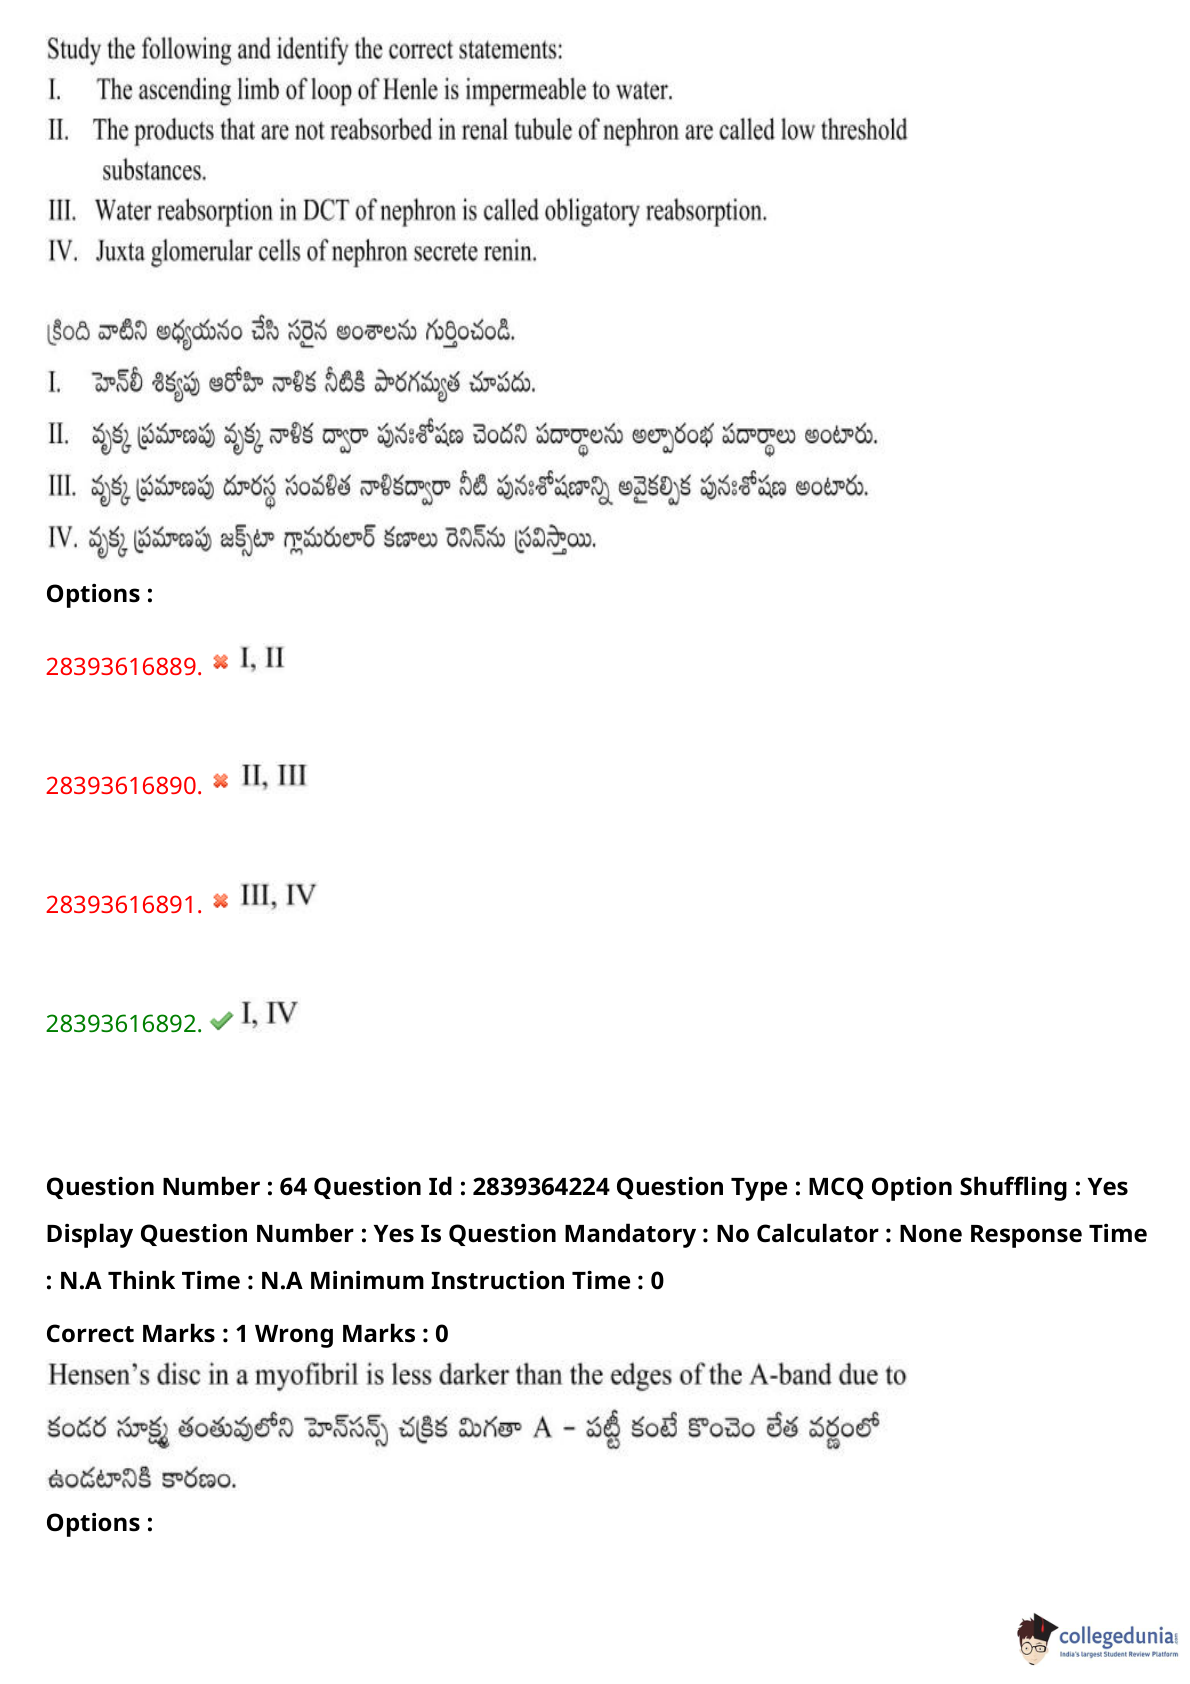 Study the following and identify the correct statements:
I. The ascending limb of loop of Henle is impermeable to water.
II. The products that are not reabsorbed in renal tubule of nephron are called low threshold
substances.
III. Water reabsorption in DCT of nephron is called obligatory reabsorption.
IV. Juxta glomerular cells of nephron secrete renin.
క్రింది వాటిని అధ్యయనం చేసి సరైన అంశాలను గుర్తించండి.
I. హెన్‌లీ శిక్యపు ఆరోహి నాళిక నీటికి పారగమ్యత చూపదు.
II. వృక్క ప్రమాణపు వృక్క నాళిక ద్వారా పునఃశోషణ చెందని పదార్థాలను అల్పారంభ పదార్థాలు అంటారు.
III. వృక్క ప్రమాణపు దూరస్థ సంవళిత నాళికద్వారా నీటి పునఃశోషణాన్ని అవైకల్పిక పునఃశోషణ అంటారు.
IV. వృక్క ప్రమాణపు జక్స్‌టా గ్లామరులార్ కణాలు రెనిన్‌ను స్రవిస్తాయి.
Options :
28393616889. I, II
28393616890. II, III
28393616891. III, IV
28393616892. I, IV
Question Number : 64 Question Id : 2839364224 Question Type : MCQ Option Shuffling : Yes
Display Question Number : Yes Is Question Mandatory : No Calculator : None Response Time
: N.A Think Time : N.A Minimum Instruction Time : 0
Correct Marks : 1 Wrong Marks : 0
Hensen's disc in a myofibril is less darker than the edges of the A-band due to
కండర సూక్ష్మ తంతువులోని హెన్‌సన్స్ చక్రిక మిగతా A – పట్టీ కంటే కొంచెం లేత వర్ణంలో
ఉండటానికి కారణం.
Options :
collegedunia.com
India's largest Student Review Platform